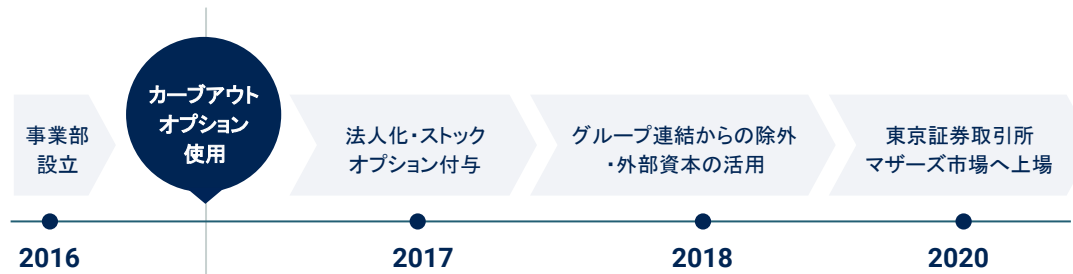 事業部
設立
カーブアウト
オプション
使用
法人化・ストック
オプション付与
グループ連結からの除外
・外部資本の活用
東京証券取引所
マザーズ市場へ上場
2016
2017
2018
2020